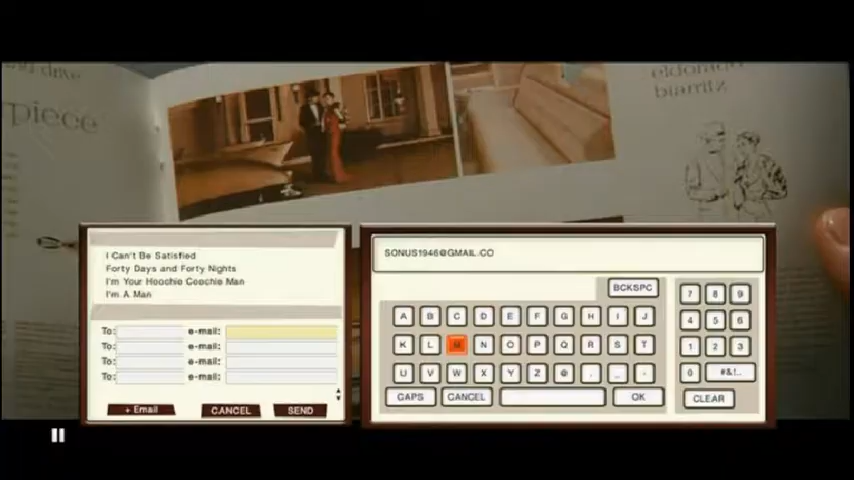 piece
eldorado
biarritz
I Can't Be Satisfied
Forty Days and Forty Nights
I'm Your Hoochie Coochie Man
I'm A Man
To: e-mail:
To: e-mail:
To: e-mail:
To: e-mail:
+ Email CANCEL SEND
SONUS1946@GMAIL.CO
BCKSPC
A B C D E F G H I J
K L M N O P Q R S T
U V W X Y Z @ . _ -
CAPS CANCEL OK
7 8 9
4 5 6
1 2 3
0 #&!..
CLEAR